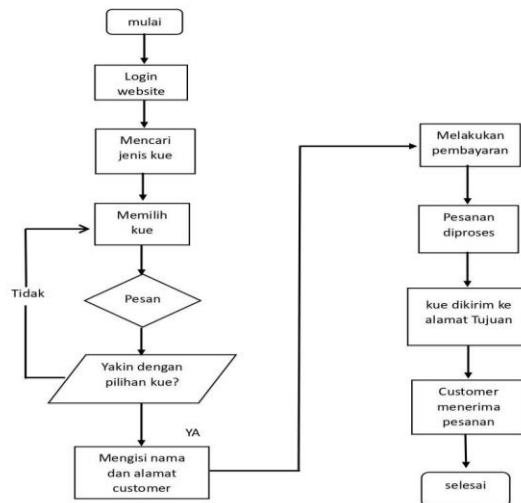 mulai
Login
website
Mencari
jenis kue
Memilih
kue
Tidak
Pesan
Yakin dengan
pilihan kue?
YA
Mengisi nama
dan alamat
customer
Melakukan
pembayaran
Pesanan
diproses
kue dikirim ke
alamat Tujuan
Customer
menerima
pesanan
selesai